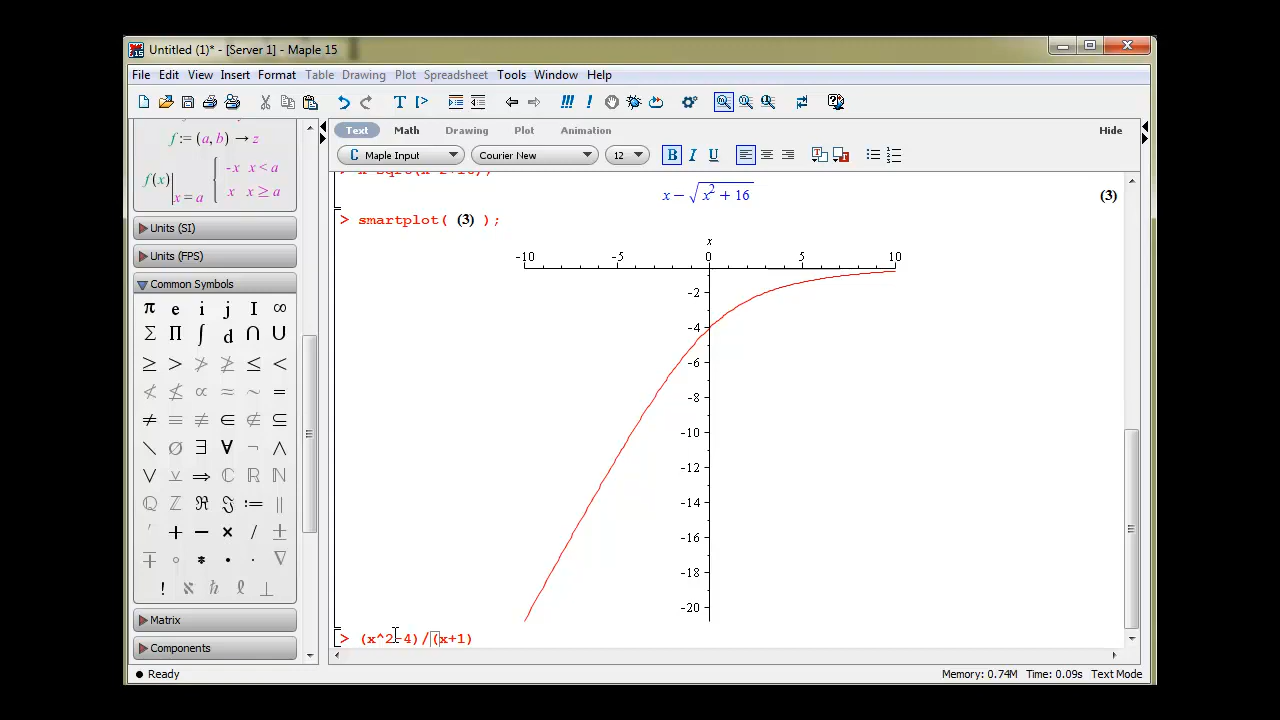 Untitled (1)* - [Server 1] - Maple 15
File Edit View Insert Format Table Drawing Plot Spreadsheet Tools Window Help
Text Math Drawing Plot Animation Hide
C Maple Input Courier New 12 B I U
f := (a, b) → z
f(x)|x = a { -x x < a
x x ≥ a
Units (SI)
Units (FPS)
Common Symbols
π e i j I ∞
Σ Π ∫ d ∩ ∪
≥ > ≯ ≱ ≤ <
≮ ≰ ∝ ≈ ~ =
≠ ≡ ≢ ∈ ∉ ⊆
\ ∅ ∃ ∀ ¬ ∧
∨ ⊻ ⇒ ℂ ℝ ℕ
ℚ ℤ ℜ ℑ := ∥
′ + − × / ±
∓ ∘ * • · ∇
! ℵ ℏ ℓ ⊥
Matrix
Components
x − √x² + 16 (3)
> smartplot( (3) );
x
-10 -5 0 5 10
-2
-4
-6
-8
-10
-12
-14
-16
-18
-20
> (x^2-4)/(x+1)
Ready Memory: 0.74M Time: 0.09s Text Mode